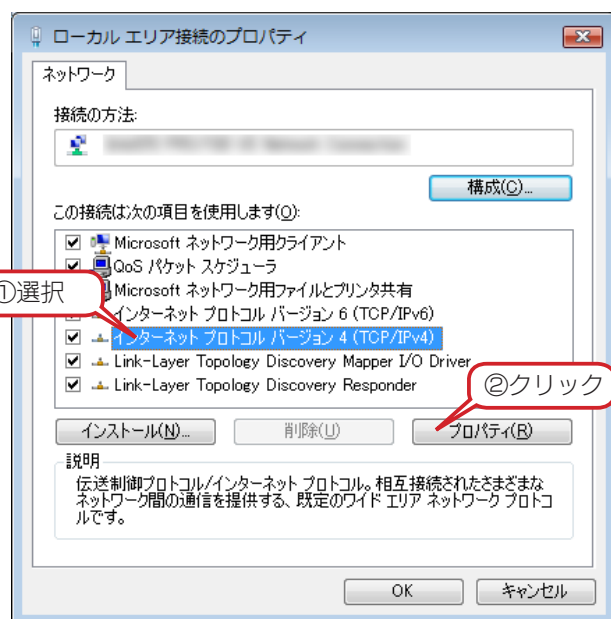 ローカル エリア接続のプロパティ
ネットワーク
接続の方法:
構成(C)...
この接続は次の項目を使用します(O):
Microsoft ネットワーク用クライアント
QoS パケット スケジューラ
①選択
Microsoft ネットワーク用ファイルとプリンタ共有
インターネット プロトコル バージョン 6 (TCP/IPv6)
インターネット プロトコル バージョン 4 (TCP/IPv4)
Link-Layer Topology Discovery Mapper I/O Driver
Link-Layer Topology Discovery Responder
②クリック
インストール(N)... 削除(U) プロパティ(R)
説明
伝送制御プロトコル/インターネット プロトコル。相互接続されたさまざまな
ネットワーク間の通信を提供する、既定のワイド エリア ネットワーク プロトコ
ルです。
OK キャンセル